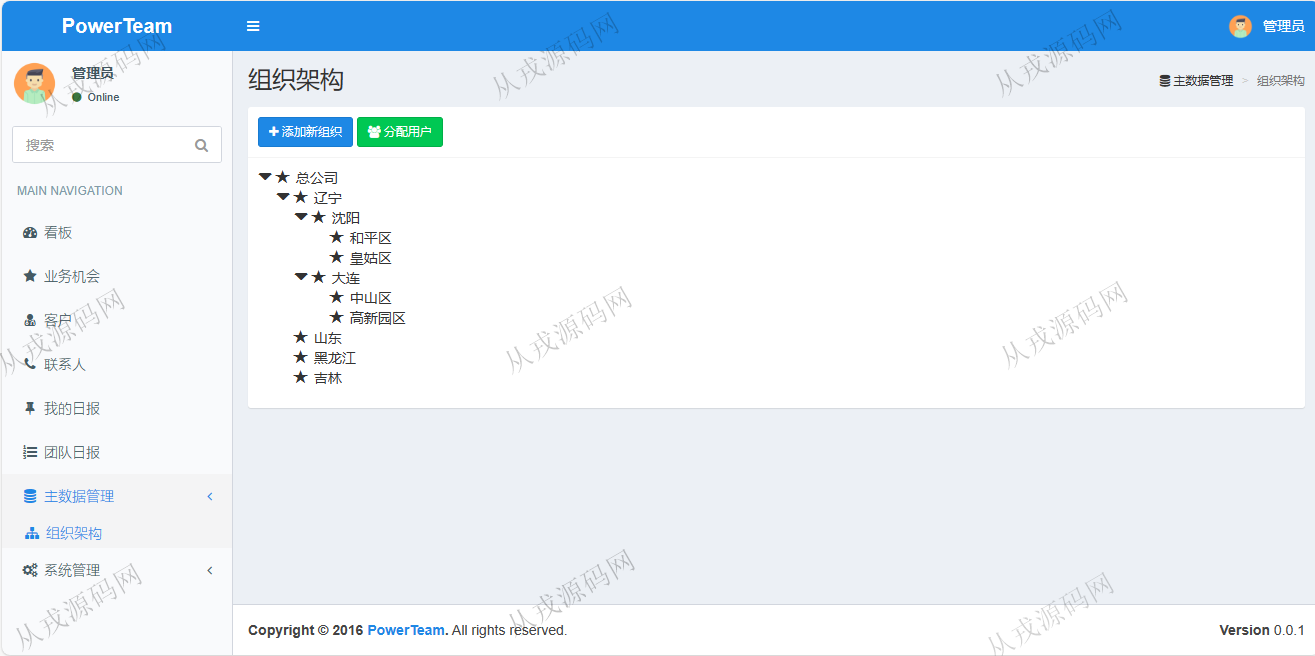 PowerTeam
管理员
管理员
Online
组织架构
主数据管理 > 组织架构
搜索
添加新组织 分配用户
MAIN NAVIGATION
看板
业务机会
客户
联系人
我的日报
团队日报
主数据管理
组织架构
系统管理
总公司
辽宁
沈阳
和平区
皇姑区
大连
中山区
高新园区
山东
黑龙江
吉林
Copyright © 2016 PowerTeam. All rights reserved.
Version 0.0.1
从戎源码网
从戎源码网
从戎源码网
从戎源码网
从戎源码网
从戎源码网
从戎源码网
从戎源码网
从戎源码网